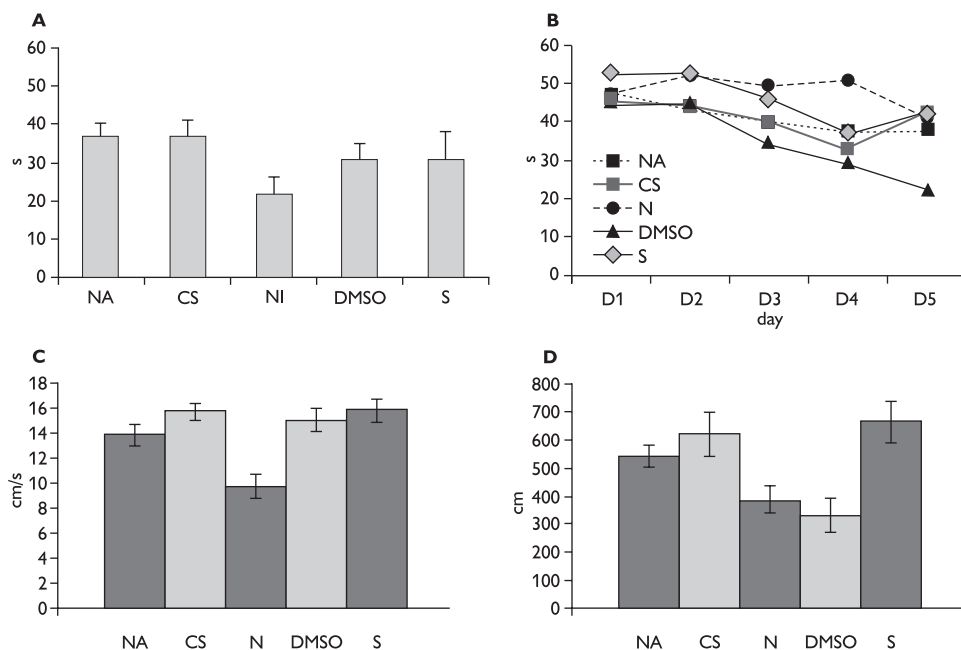 A
60
50
40
30
20
10
0
s
NA CS NI DMSO S
B
60
50
40
30
20
10
0
s
NA
CS
N
DMSO
S
D1 D2 D3 D4 D5
day
C
18
16
14
12
10
8
6
4
2
0
cm/s
NA CS N DMSO S
D
800
700
600
500
400
300
200
100
0
cm
NA CS N DMSO S